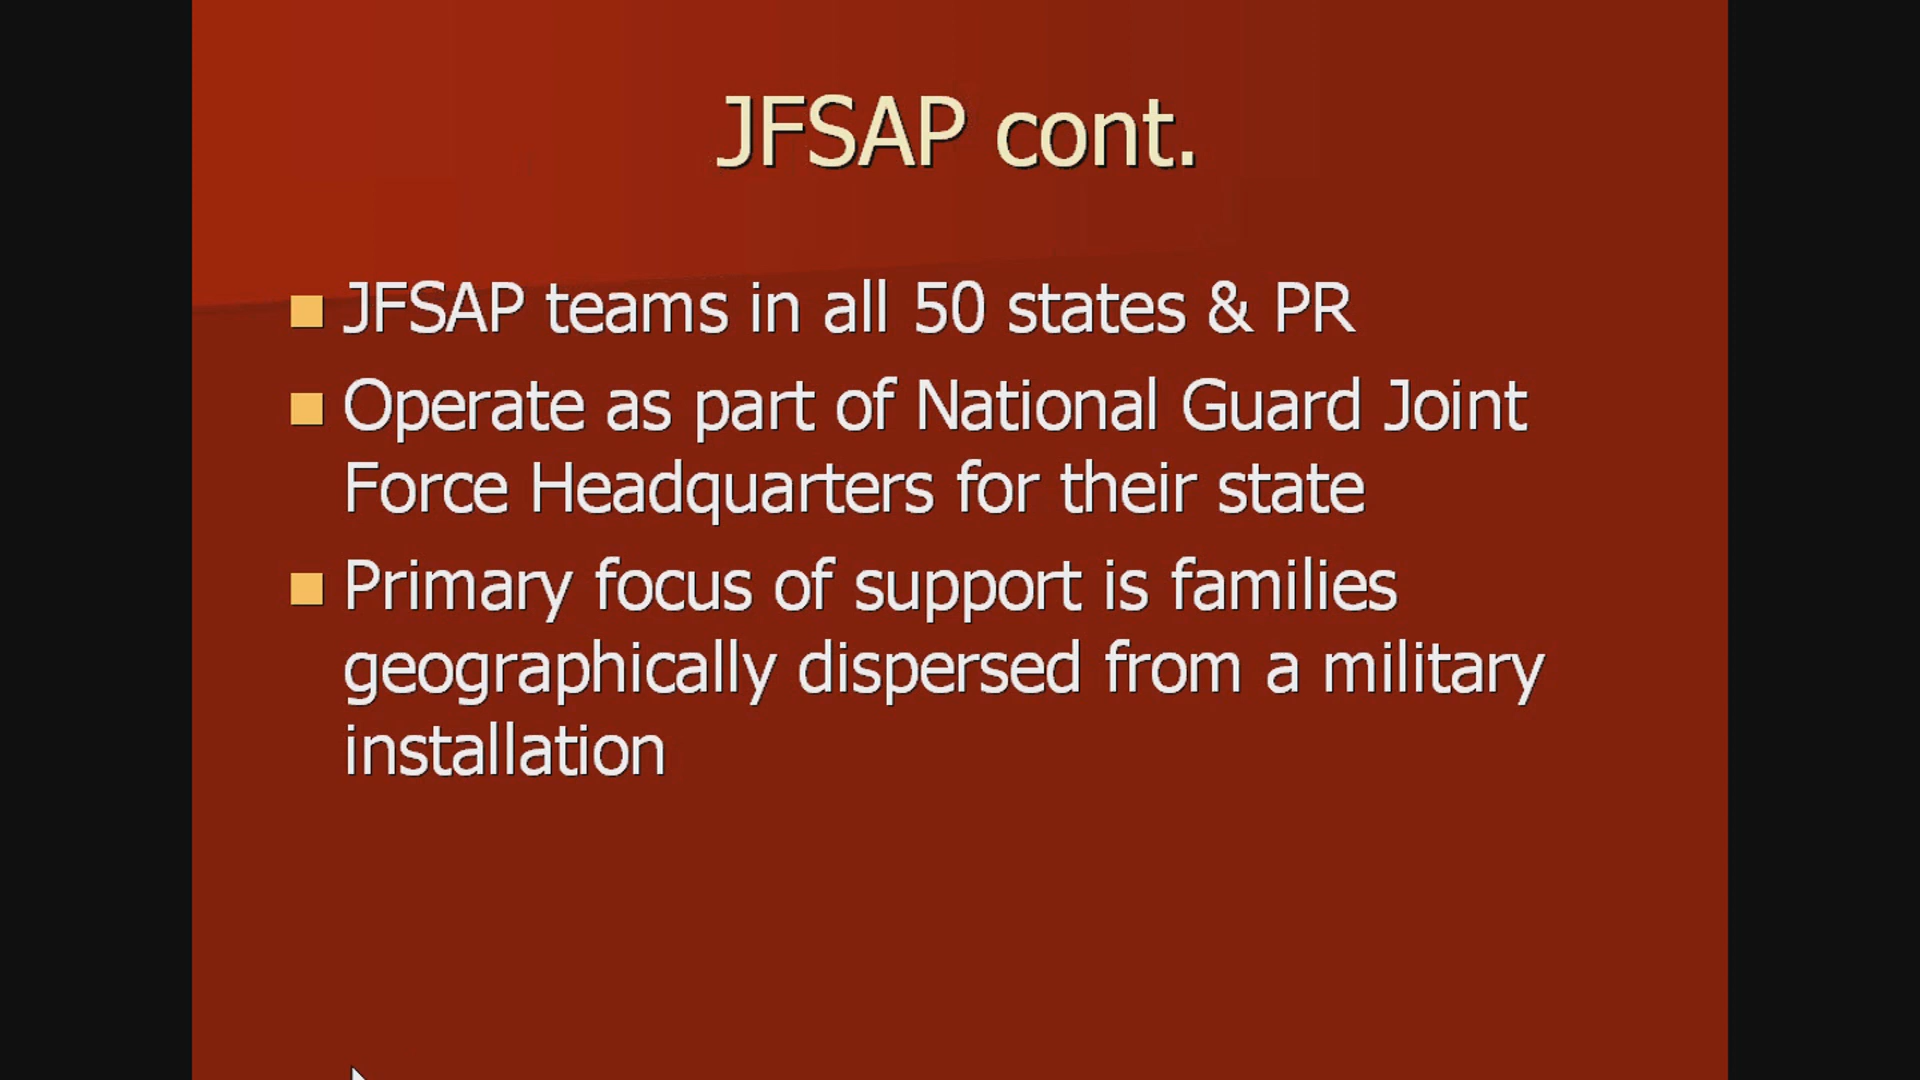 JFSAP cont.
JFSAP teams in all 50 states & PR
Operate as part of National Guard Joint
Force Headquarters for their state
Primary focus of support is families
geographically dispersed from a military
installation